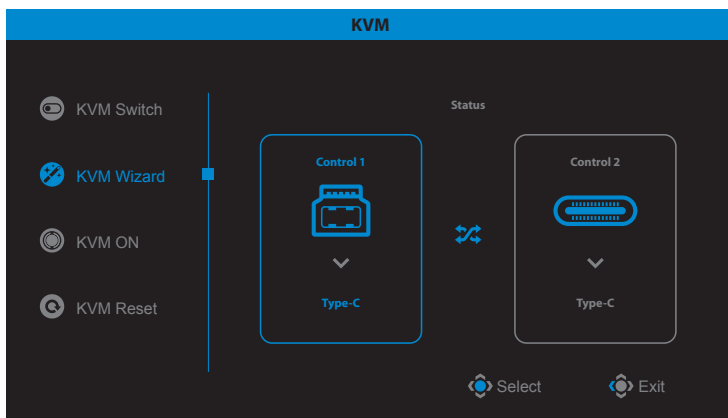 KVM
KVM Switch
KVM Wizard
KVM ON
KVM Reset
Status
Control 1
Type-C
Control 2
Type-C
Select
Exit